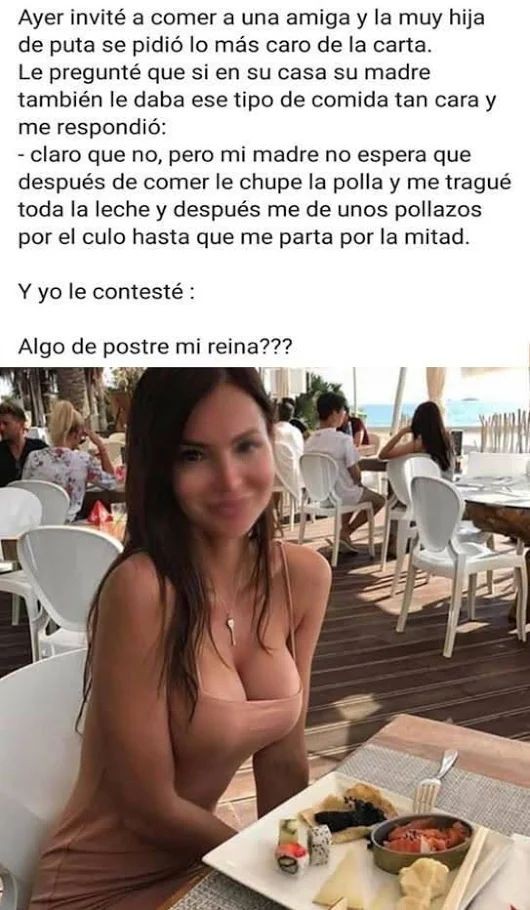 Ayer invité a comer a una amiga y la muy hija
de puta se pidió lo más caro de la carta.
Le pregunté que si en su casa su madre
también le daba ese tipo de comida tan cara y
me respondió:
- claro que no, pero mi madre no espera que
después de comer le chupe la polla y me tragué
toda la leche y después me de unos pollazos
por el culo hasta que me parta por la mitad.
Y yo le contesté :
Algo de postre mi reina???